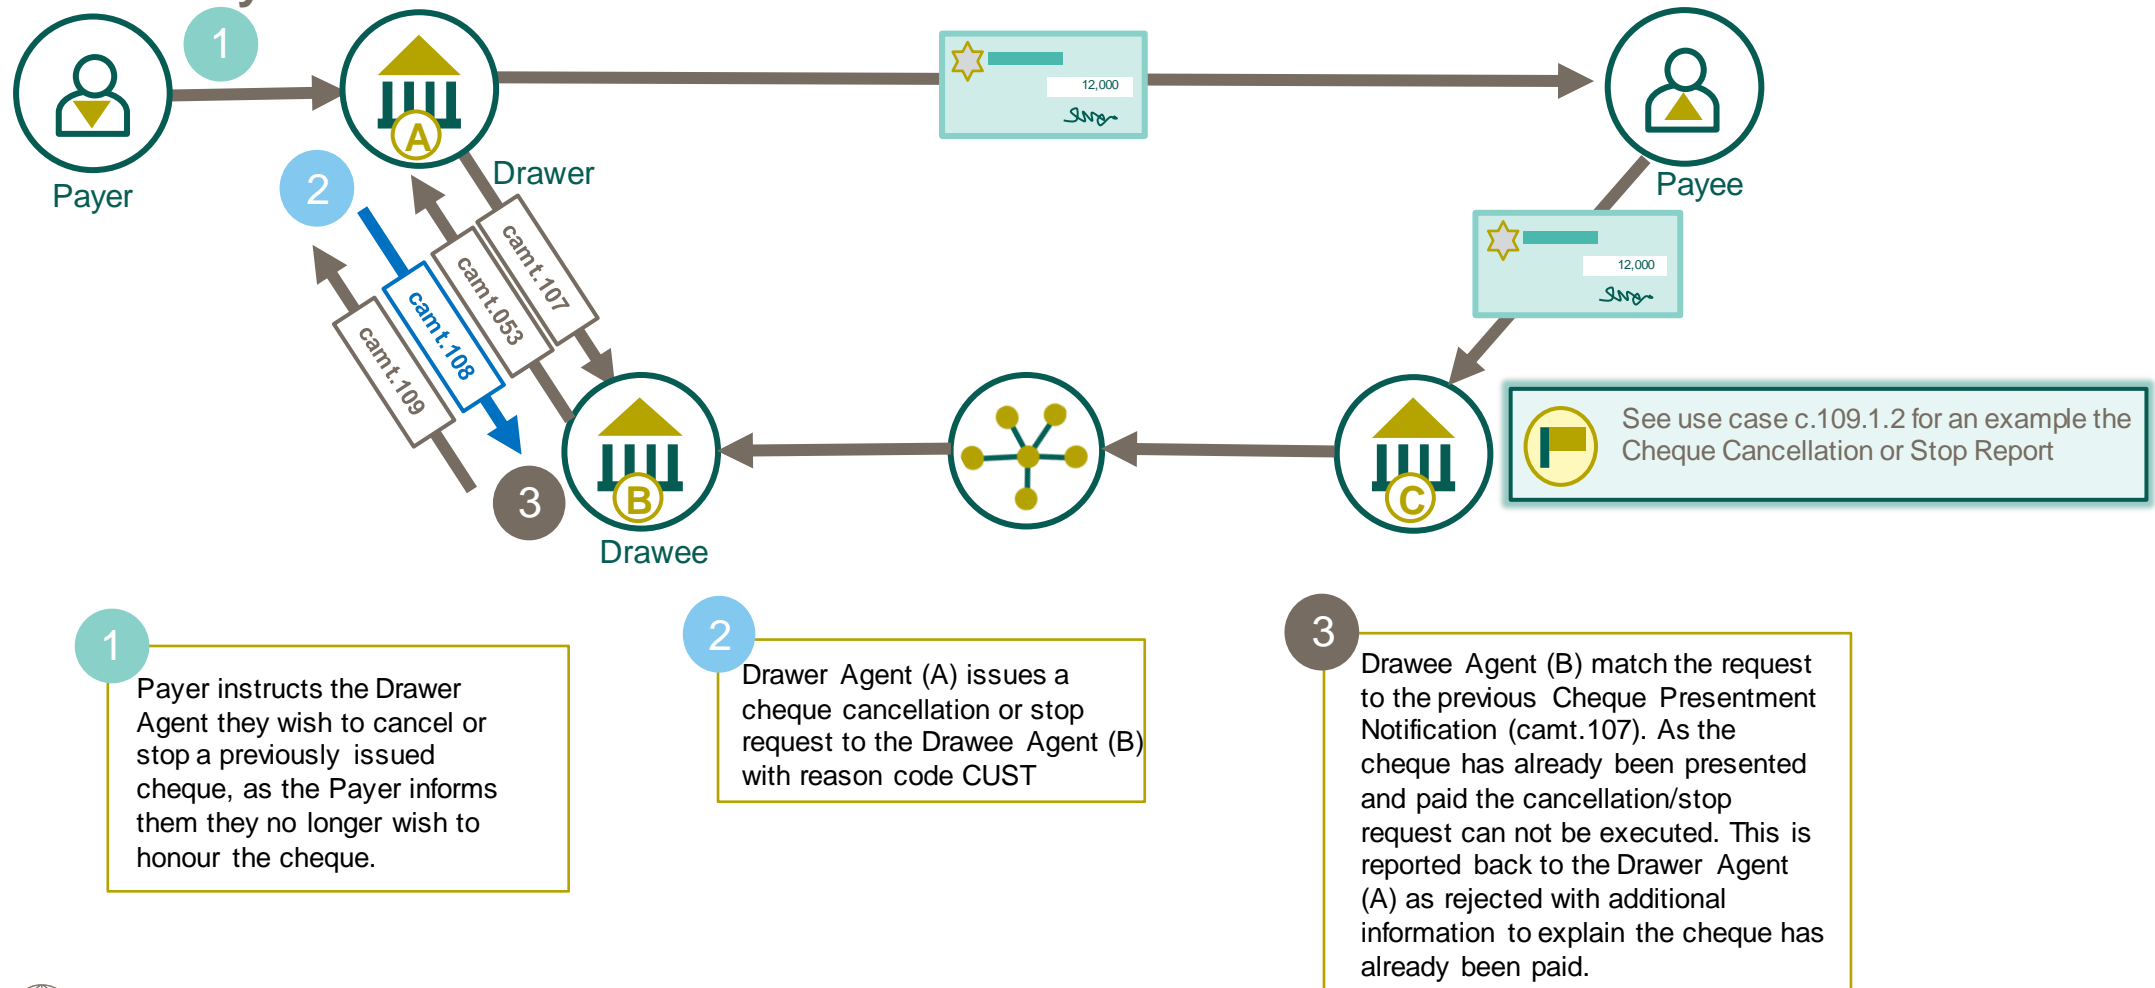 1
A
12,000
Payer
2
Drawer
Payee
camt.107
camt.053
camt.108
camt.109
12,000
3
B
C
Drawee
See use case c.109.1.2 for an example the
Cheque Cancellation or Stop Report
1
Payer instructs the Drawer
Agent they wish to cancel or
stop a previously issued
cheque, as the Payer informs
them they no longer wish to
honour the cheque.
2
Drawer Agent (A) issues a
cheque cancellation or stop
request to the Drawee Agent (B)
with reason code CUST
3
Drawee Agent (B) match the request
to the previous Cheque Presentment
Notification (camt.107). As the
cheque has already been presented
and paid the cancellation/stop
request can not be executed. This is
reported back to the Drawer Agent
(A) as rejected with additional
information to explain the cheque has
already been paid.